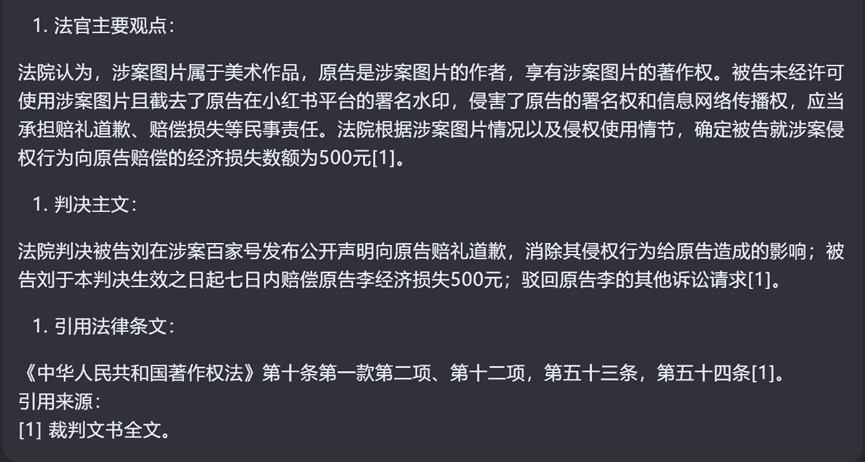 1. 法官主要观点：
法院认为，涉案图片属于美术作品，原告是涉案图片的作者，享有涉案图片的著作权。被告未经许可
使用涉案图片且截去了原告在小红书平台的署名水印，侵害了原告的署名权和信息网络传播权，应当
承担赔礼道歉、赔偿损失等民事责任。法院根据涉案图片情况以及侵权使用情节，确定被告就涉案侵
权行为向原告赔偿的经济损失数额为500元[1]。
1. 判决主文：
法院判决被告刘在涉案百家号发布公开声明向原告赔礼道歉，消除其侵权行为给原告造成的影响；被
告刘于本判决生效之日起七日内赔偿原告李经济损失500元；驳回原告李的其他诉讼请求[1]。
1. 引用法律条文：
《中华人民共和国著作权法》第十条第一款第二项、第十二项，第五十三条，第五十四条[1]。
引用来源：
[1] 裁判文书全文。